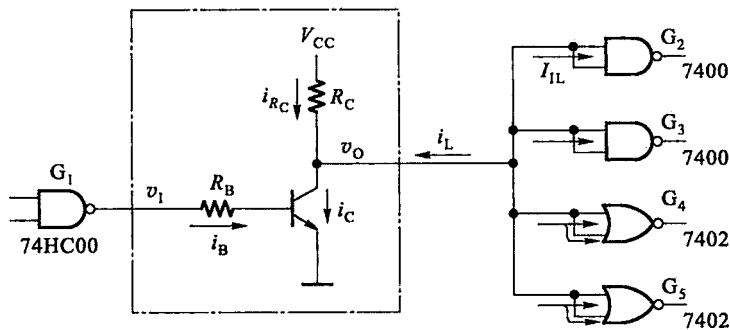 V_CC
i_RC
R_C
v_O
i_L
G_1
v_I
R_B
i_B
i_C
74HC00
G_2
I_IL
7400
G_3
7400
G_4
7402
G_5
7402